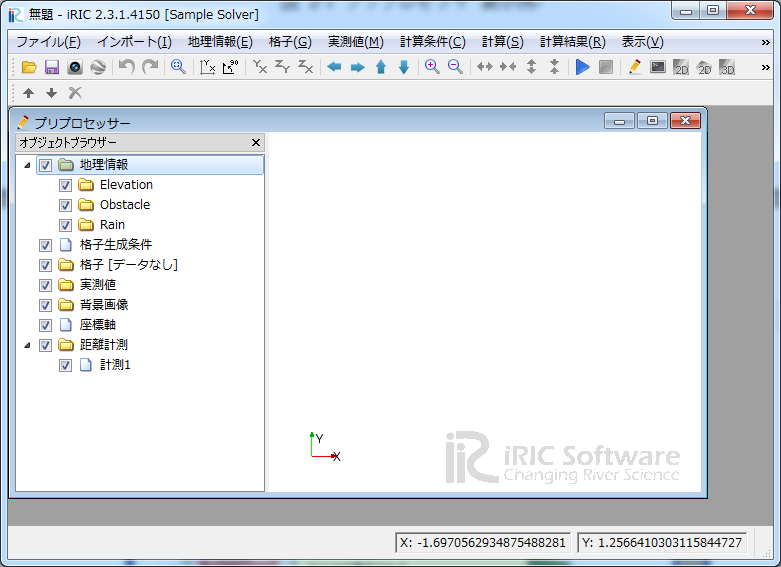 無題 - iRIC 2.3.1.4150 [Sample Solver]
ファイル(F) インポート(I) 地理情報(E) 格子(G) 実測値(M) 計算条件(C) 計算(S) 計算結果(R) 表示(V) »
プリプロセッサー
オブジェクトブラウザー
地理情報
Elevation
Obstacle
Rain
格子生成条件
格子 [データなし]
実測値
背景画像
座標軸
距離計測
計測1
Y
X
iRIC Software
Changing River Science
X: -1.6970562934875488281 Y: 1.2566410303115844727